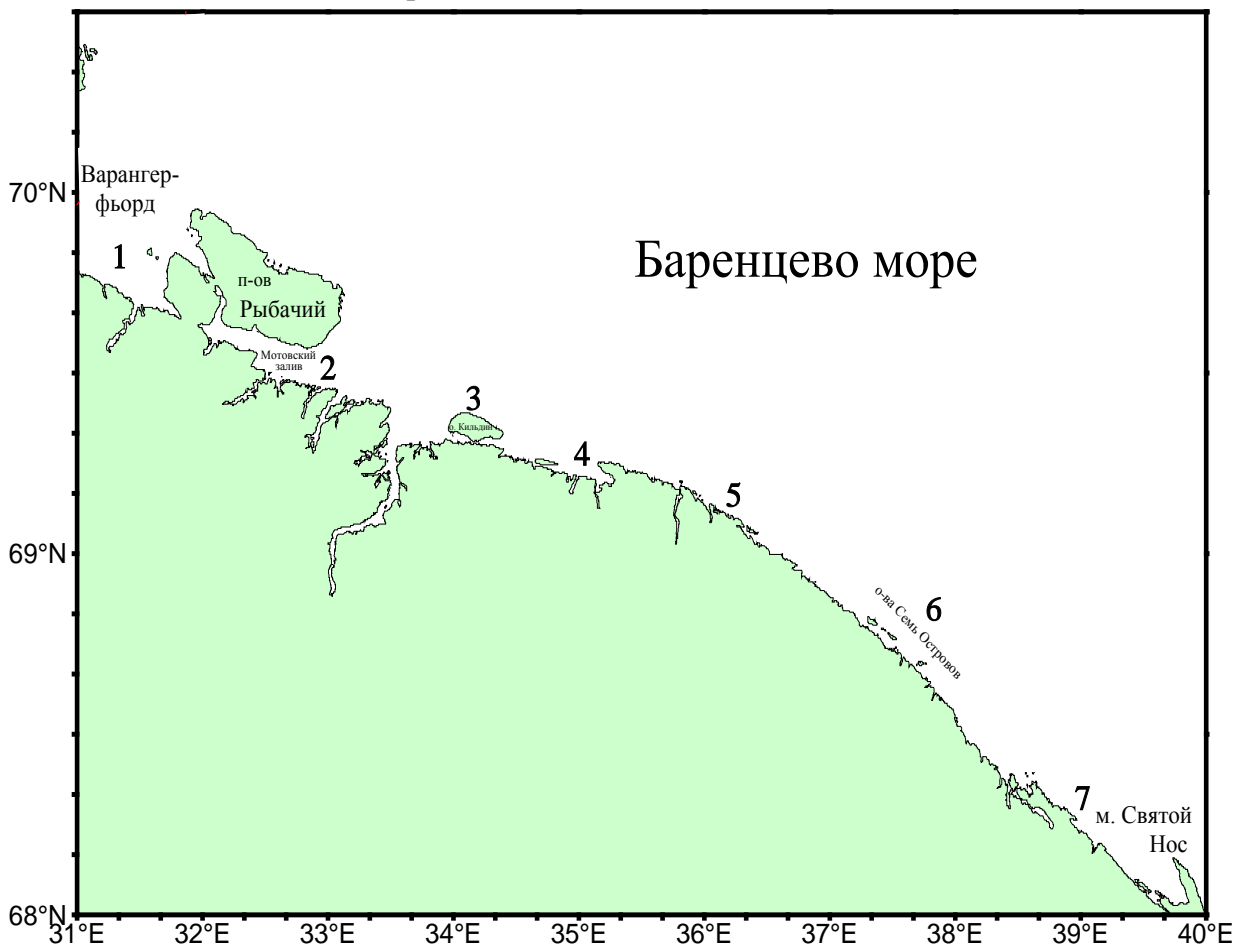 70°N
Варангер-
фьорд
1
п-ов
Рыбачий
Баренцево море
Мотовский
залив
2
3
о. Кильдин
4
5
69°N
о-ва Семь Островов
6
7
м. Святой
Нос
68°N
31°E 32°E 33°E 34°E 35°E 36°E 37°E 38°E 39°E 40°E